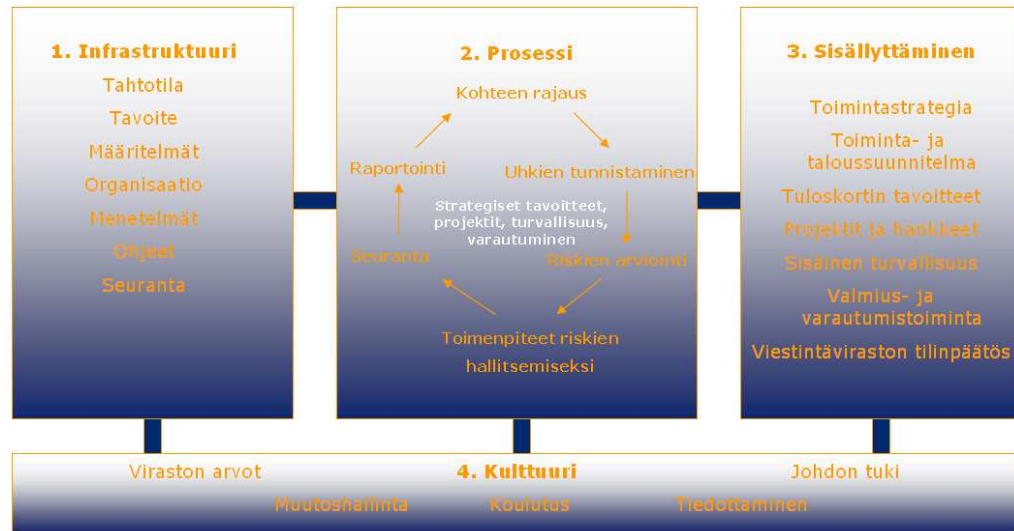 1. Infrastruktuuri
Tahtotila
Tavoite
Määritelmät
Organisaatio
Menetelmät
Ohjeet
Seuranta
2. Prosessi
Kohteen rajaus
Raportointi
Uhkien tunnistaminen
Strategiset tavoitteet,
projektit, turvallisuus,
varautuminen
Seuranta
Riskien arviointi
Toimenpiteet riskien
hallitsemiseksi
3. Sisällyttäminen
Toimintastrategia
Toiminta- ja
taloussuunnitelma
Tuloskortin tavoitteet
Projektit ja hankkeet
Sisäinen turvallisuus
Valmius- ja
varautumistoiminta
Viestintäviraston tilinpäätös
Viraston arvot
4. Kulttuuri
Johdon tuki
Muutoshallinta
Koulutus
Tiedottaminen